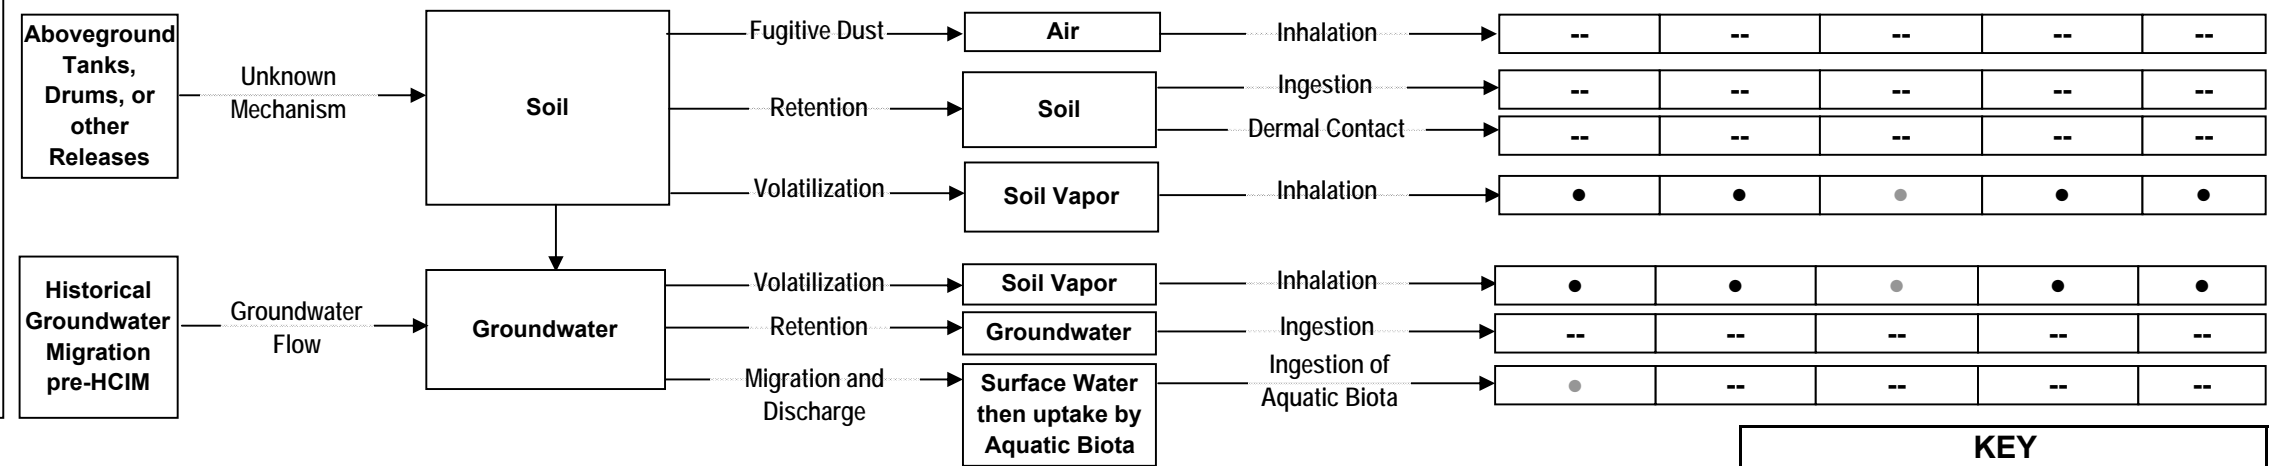 Aboveground
Tanks,
Drums, or
other
Releases
Unknown
Mechanism
Soil
Fugitive Dust
Air
Inhalation
-- -- -- -- --
Retention
Soil
Ingestion
-- -- -- -- --
Dermal Contact
-- -- -- -- --
Volatilization
Soil Vapor
Inhalation
● ● ● ● ●
Historical
Groundwater
Migration
pre-HCIM
Groundwater
Flow
Groundwater
Volatilization
Soil Vapor
Inhalation
● ● ● ● ●
Retention
Groundwater
Ingestion
-- -- -- -- --
Migration and
Discharge
Surface Water
then uptake by
Aquatic Biota
Ingestion of
Aquatic Biota
● -- -- -- --
KEY